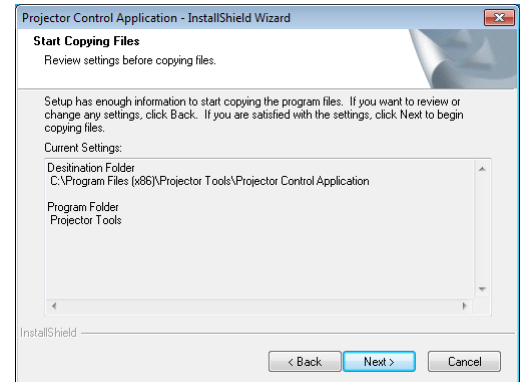 Projector Control Application - InstallShield Wizard
Start Copying Files
Review settings before copying files.
Setup has enough information to start copying the program files. If you want to review or
change any settings, click Back. If you are satisfied with the settings, click Next to begin
copying files.
Current Settings:
Desitination Folder
C:\Program Files (x86)\Projector Tools\Projector Control Application
Program Folder
Projector Tools
InstallShield
< Back
Next >
Cancel